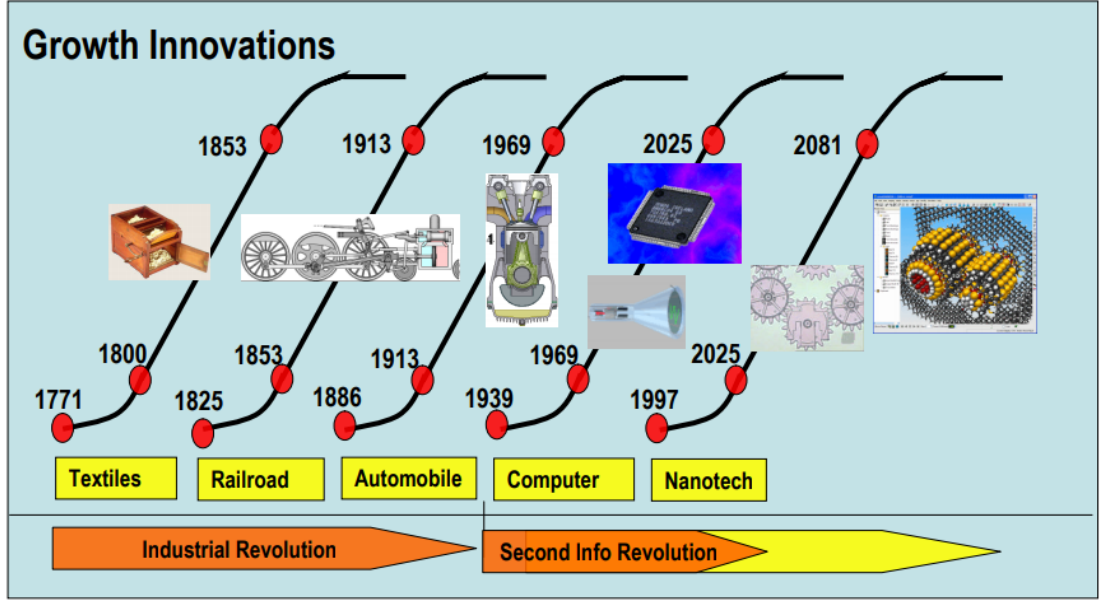 Growth Innovations
1853
1913
1969
2025
2081
1800
1853
1913
1969
2025
1771
1825
1886
1939
1997
Textiles
Railroad
Automobile
Computer
Nanotech
Industrial Revolution
Second Info Revolution